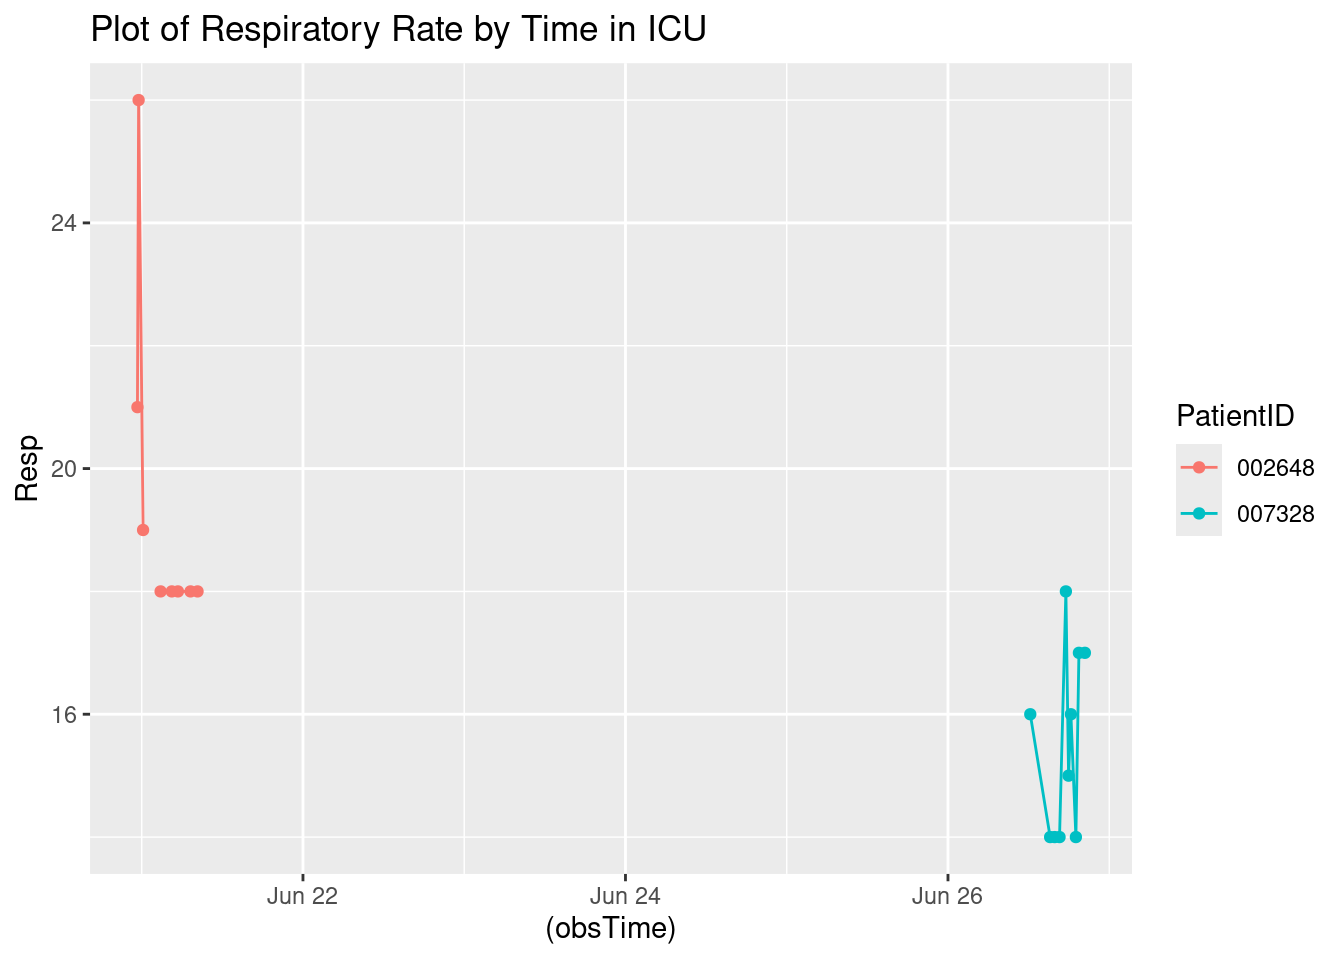 Plot of Respiratory Rate by Time in ICU
24
20
16
Resp
Jun 22
Jun 24
Jun 26
(obsTime)
PatientID
002648
007328